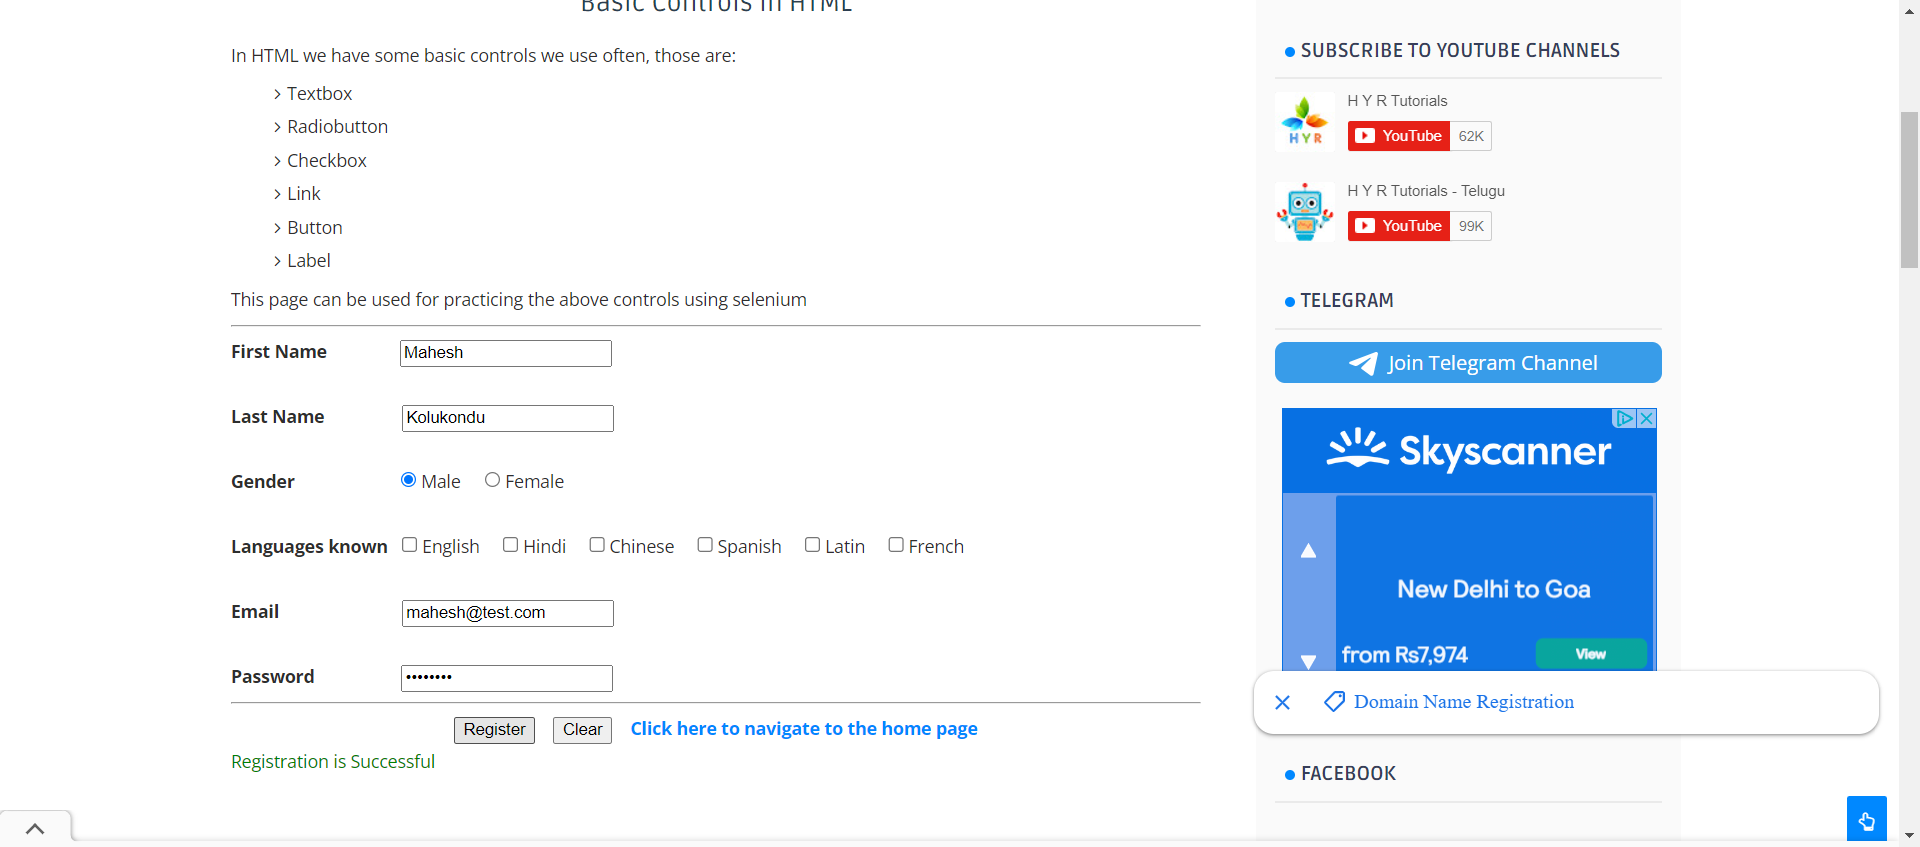 Basic Controls in HTML
In HTML we have some basic controls we use often, those are:
Textbox
Radiobutton
Checkbox
Link
Button
Label
This page can be used for practicing the above controls using selenium
First Name Mahesh
Last Name Kolukondu
Gender Male Female
Languages known English Hindi Chinese Spanish Latin French
Email mahesh@test.com
Password ••••••••
Register Clear Click here to navigate to the home page
Registration is Successful
SUBSCRIBE TO YOUTUBE CHANNELS
H Y R Tutorials
HYR
YouTube 62K
H Y R Tutorials - Telugu
YouTube 99K
TELEGRAM
Join Telegram Channel
Skyscanner
New Delhi to Goa
from Rs7,974 View
Domain Name Registration
FACEBOOK